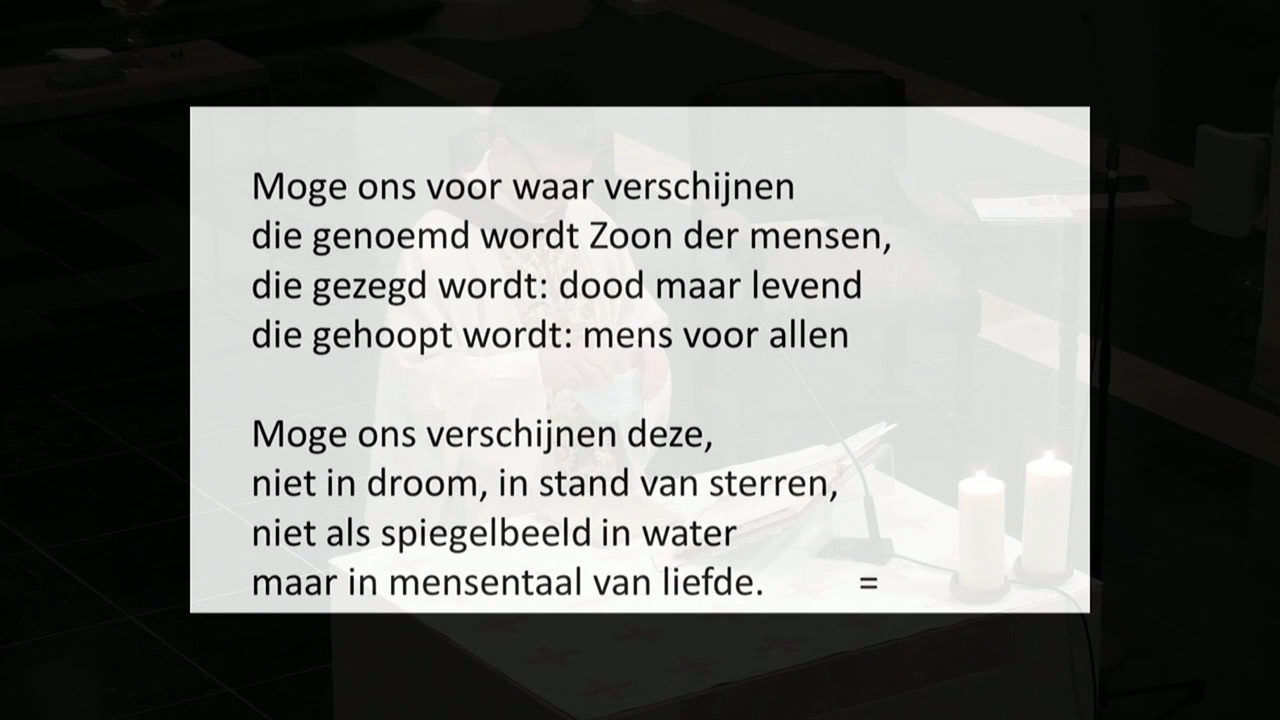 Moge ons voor waar verschijnen
die genoemd wordt Zoon der mensen,
die gezegd wordt: dood maar levend
die gehoopt wordt: mens voor allen
Moge ons verschijnen deze,
niet in droom, in stand van sterren,
niet als spiegelbeeld in water
maar in mensentaal van liefde. =